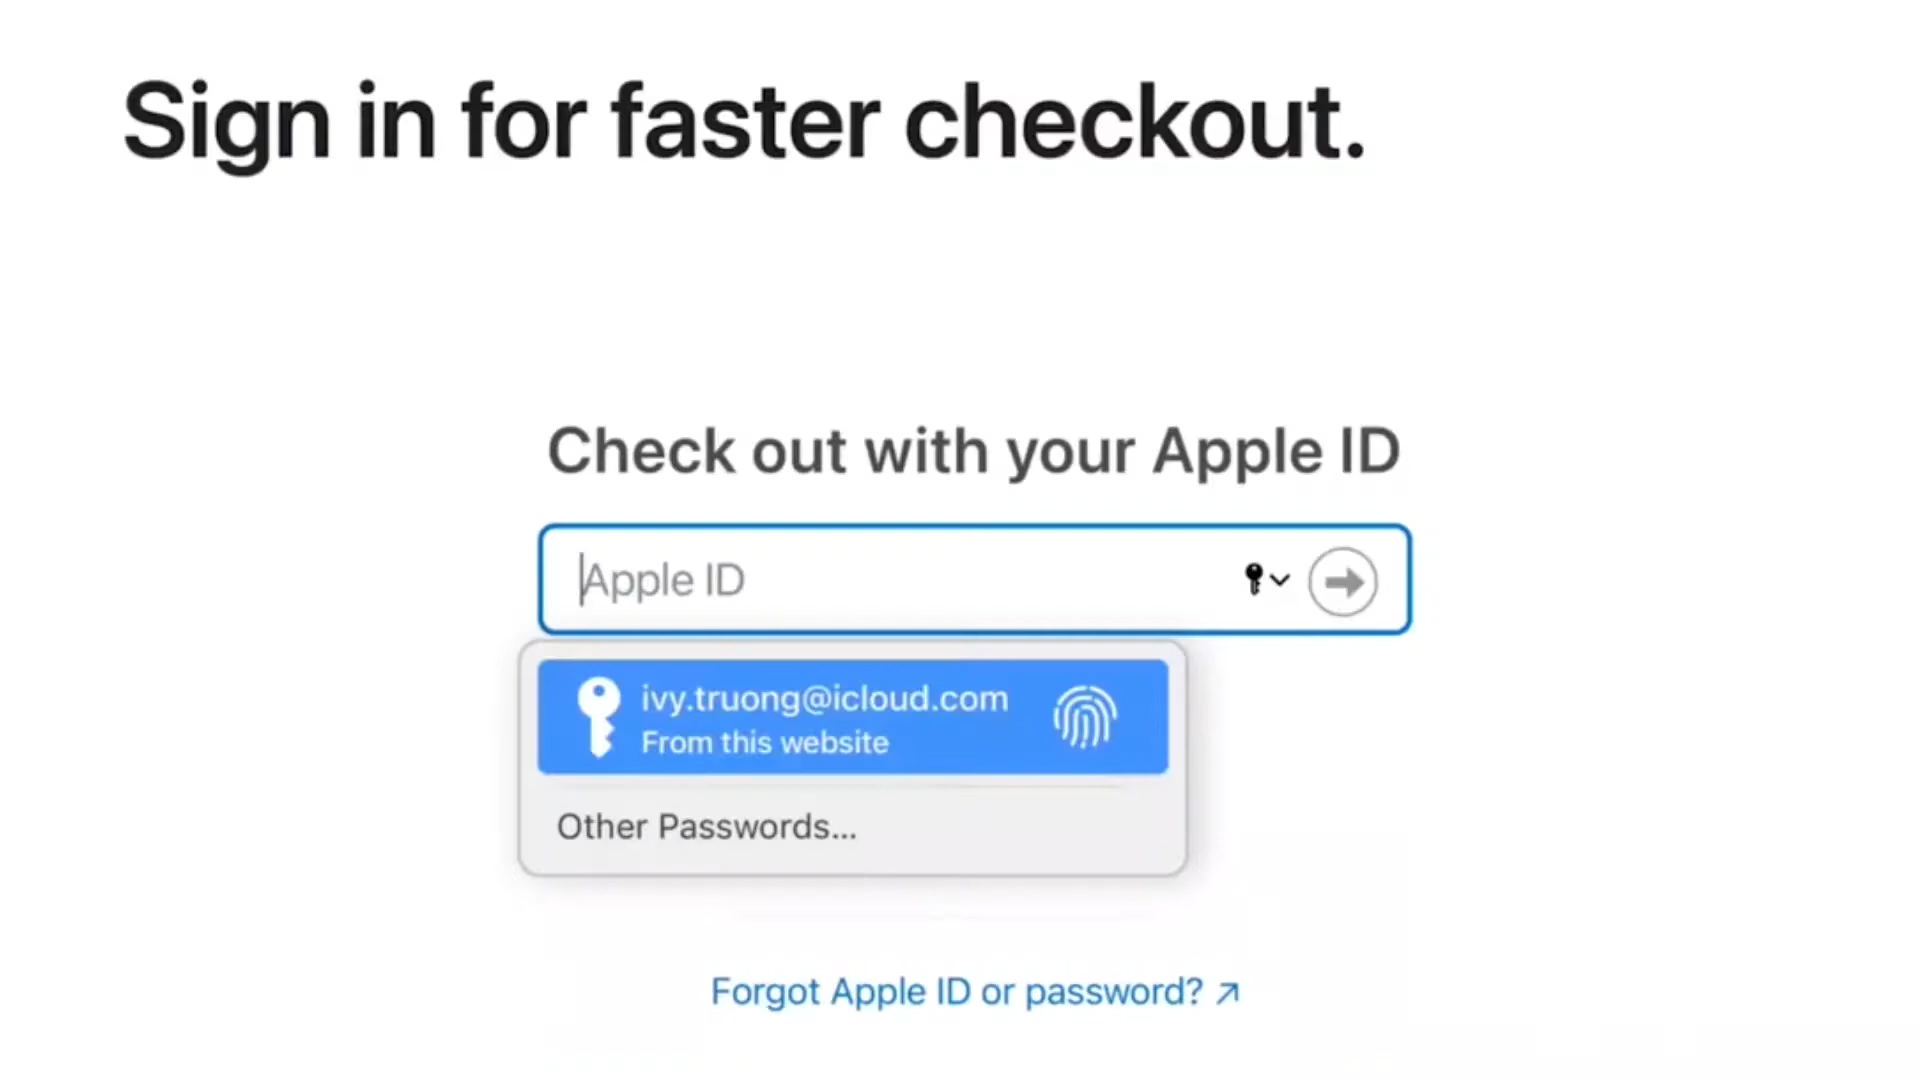 Sign in for faster checkout.
Check out with your Apple ID
Apple ID
ivy.truong@icloud.com
From this website
Other Passwords...
Forgot Apple ID or password? ↗